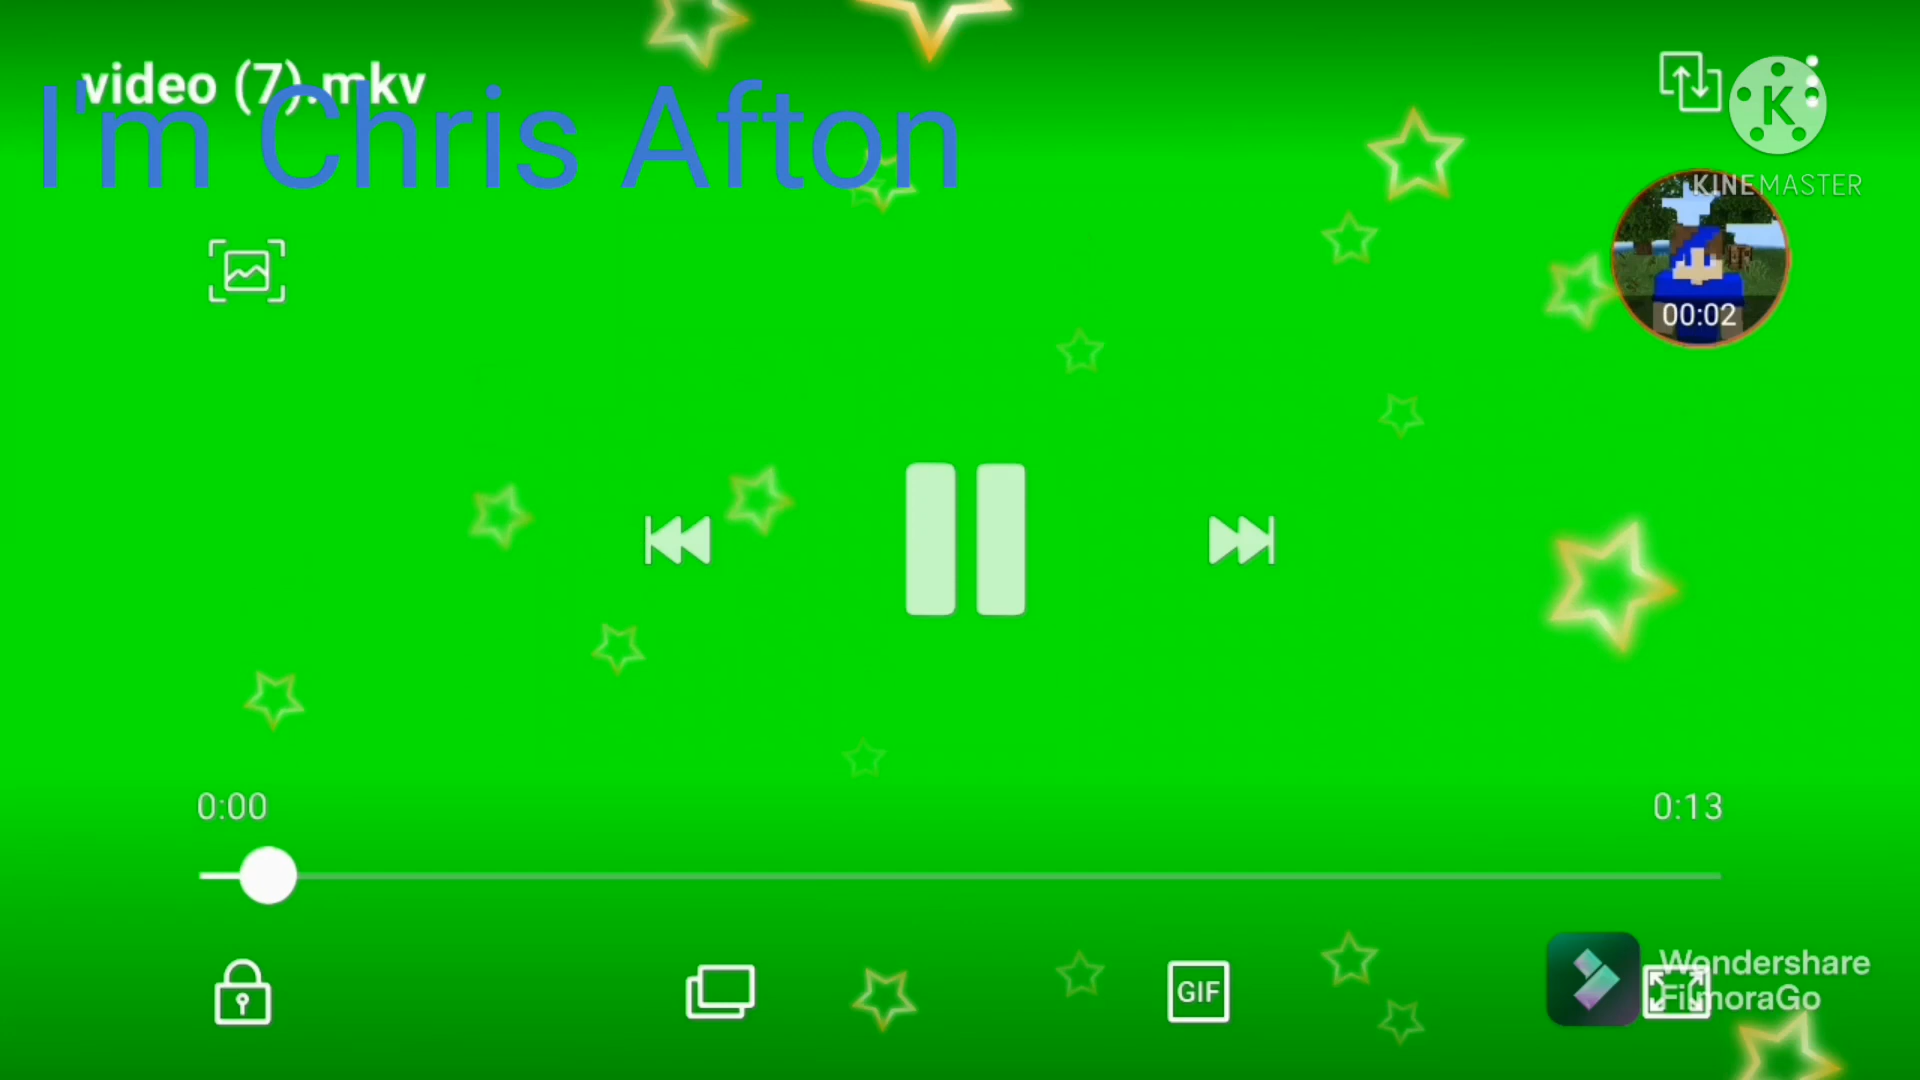 video (7).mkv
I'm Chris Afton
K
KINEMASTER
00:02
0:00
0:13
GIF
Wondershare
FilmoraGo